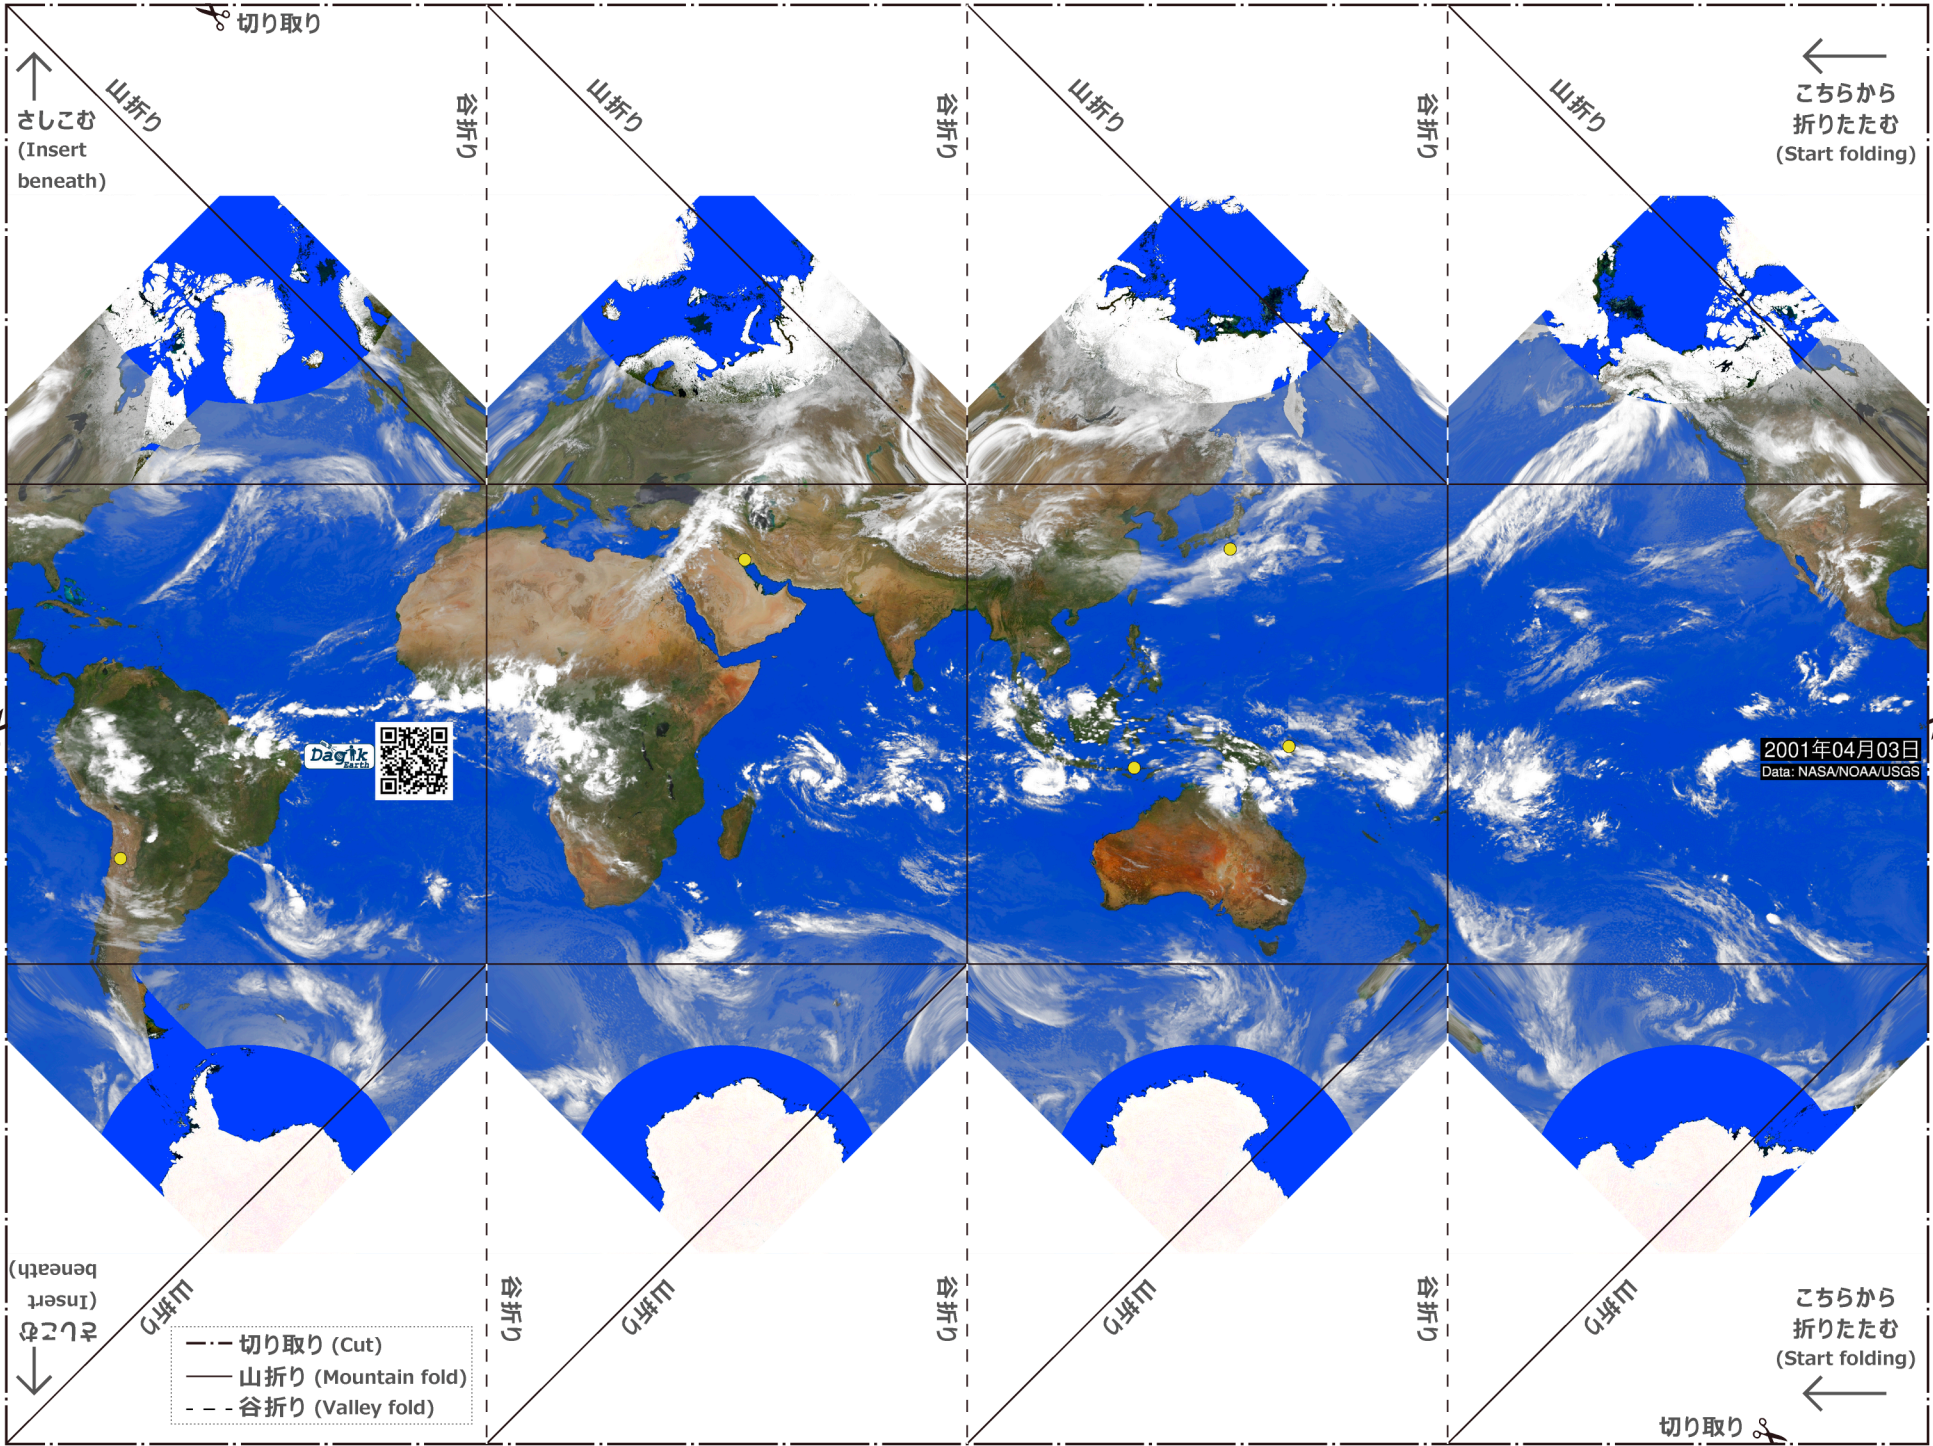 切り取り
山折り
谷折り
山折り
谷折り
山折り
谷折り
山折り
さしこむ
(Insert
beneath)
こちらから
折りたたむ
(Start folding)
Dagik
Earth
2001年04月03日
Data: NASA/NOAA/USGS
さしこむ
(Insert
beneath)
山折り
谷折り
山折り
谷折り
山折り
谷折り
山折り
こちらから
折りたたむ
(Start folding)
切り取り (Cut)
山折り (Mountain fold)
谷折り (Valley fold)
切り取り